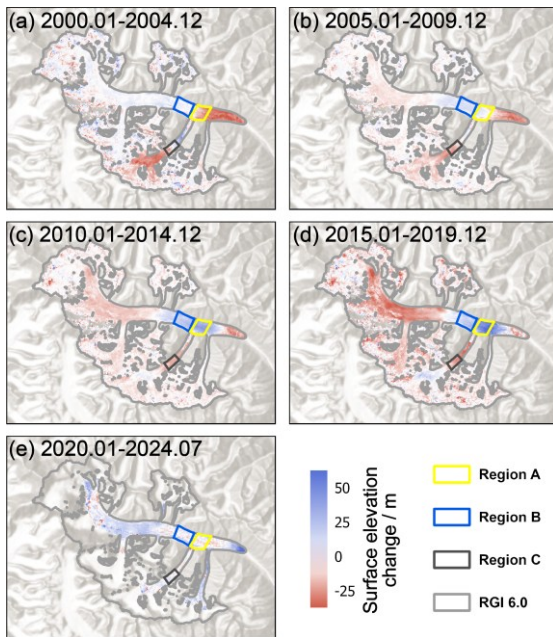 (a) 2000.01-2004.12
(b) 2005.01-2009.12
(c) 2010.01-2014.12
(d) 2015.01-2019.12
(e) 2020.01-2024.07
50
25
0
-25
Surface elevation
change / m
Region A
Region B
Region C
RGI 6.0